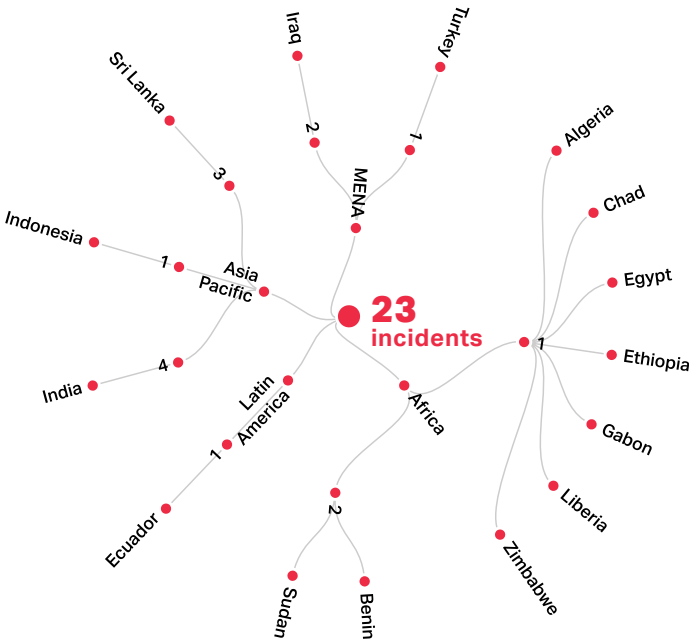 Iraq
Turkey
Sri Lanka
2
1
Algeria
3
MENA
Chad
Indonesia
1
Asia
Pacific
Egypt
23
incidents
1
Ethiopia
India
4
Latin
America
Africa
Gabon
1
Ecuador
2
Liberia
Zimbabwe
Sudan
Benin